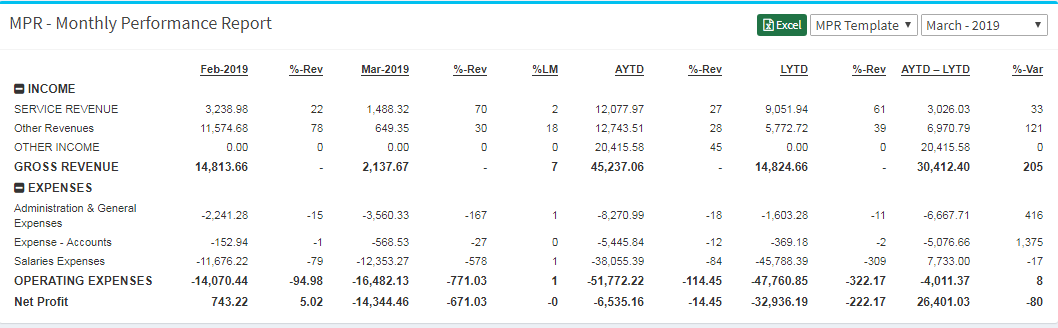 MPR - Monthly Performance Report Excel MPR Template March - 2019
Feb-2019 %-Rev Mar-2019 %-Rev %LM AYTD %-Rev LYTD %-Rev AYTD – LYTD %-Var
INCOME
SERVICE REVENUE 3,238.98 22 1,488.32 70 2 12,077.97 27 9,051.94 61 3,026.03 33
Other Revenues 11,574.68 78 649.35 30 18 12,743.51 28 5,772.72 39 6,970.79 121
OTHER INCOME 0.00 0 0.00 0 0 20,415.58 45 0.00 0 20,415.58 0
GROSS REVENUE 14,813.66 - 2,137.67 - 7 45,237.06 - 14,824.66 - 30,412.40 205
EXPENSES
Administration & General
Expenses -2,241.28 -15 -3,560.33 -167 1 -8,270.99 -18 -1,603.28 -11 -6,667.71 416
Expense - Accounts -152.94 -1 -568.53 -27 0 -5,445.84 -12 -369.18 -2 -5,076.66 1,375
Salaries Expenses -11,676.22 -79 -12,353.27 -578 1 -38,055.39 -84 -45,788.39 -309 7,733.00 -17
OPERATING EXPENSES -14,070.44 -94.98 -16,482.13 -771.03 1 -51,772.22 -114.45 -47,760.85 -322.17 -4,011.37 8
Net Profit 743.22 5.02 -14,344.46 -671.03 -0 -6,535.16 -14.45 -32,936.19 -222.17 26,401.03 -80